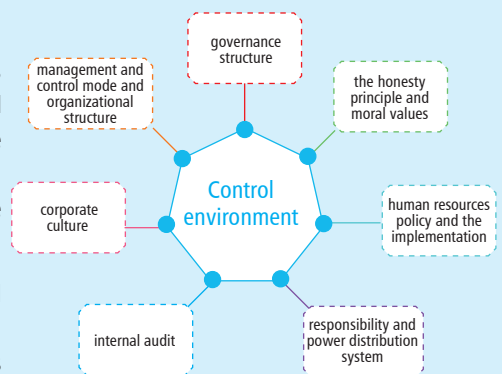 governance
structure
management and
control mode and
organizational
structure
the honesty
principle and
moral values
Control
environment
corporate
culture
human resources
policy and the
implementation
internal audit
responsibility and
power distribution
system